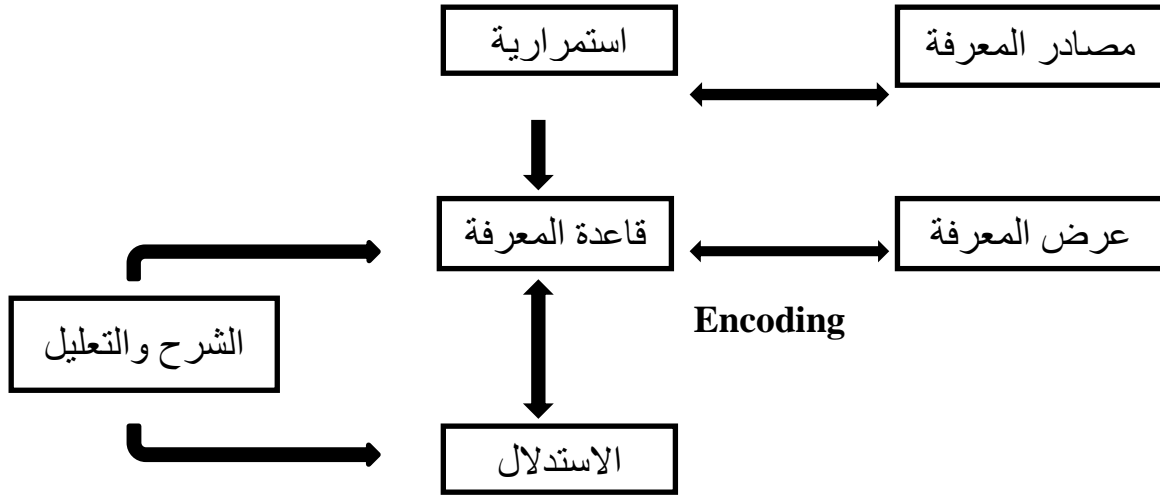 مصادر المعرفة
استمرارية
عرض المعرفة
قاعدة المعرفة
Encoding
الشرح والتعليل
الاستدلال